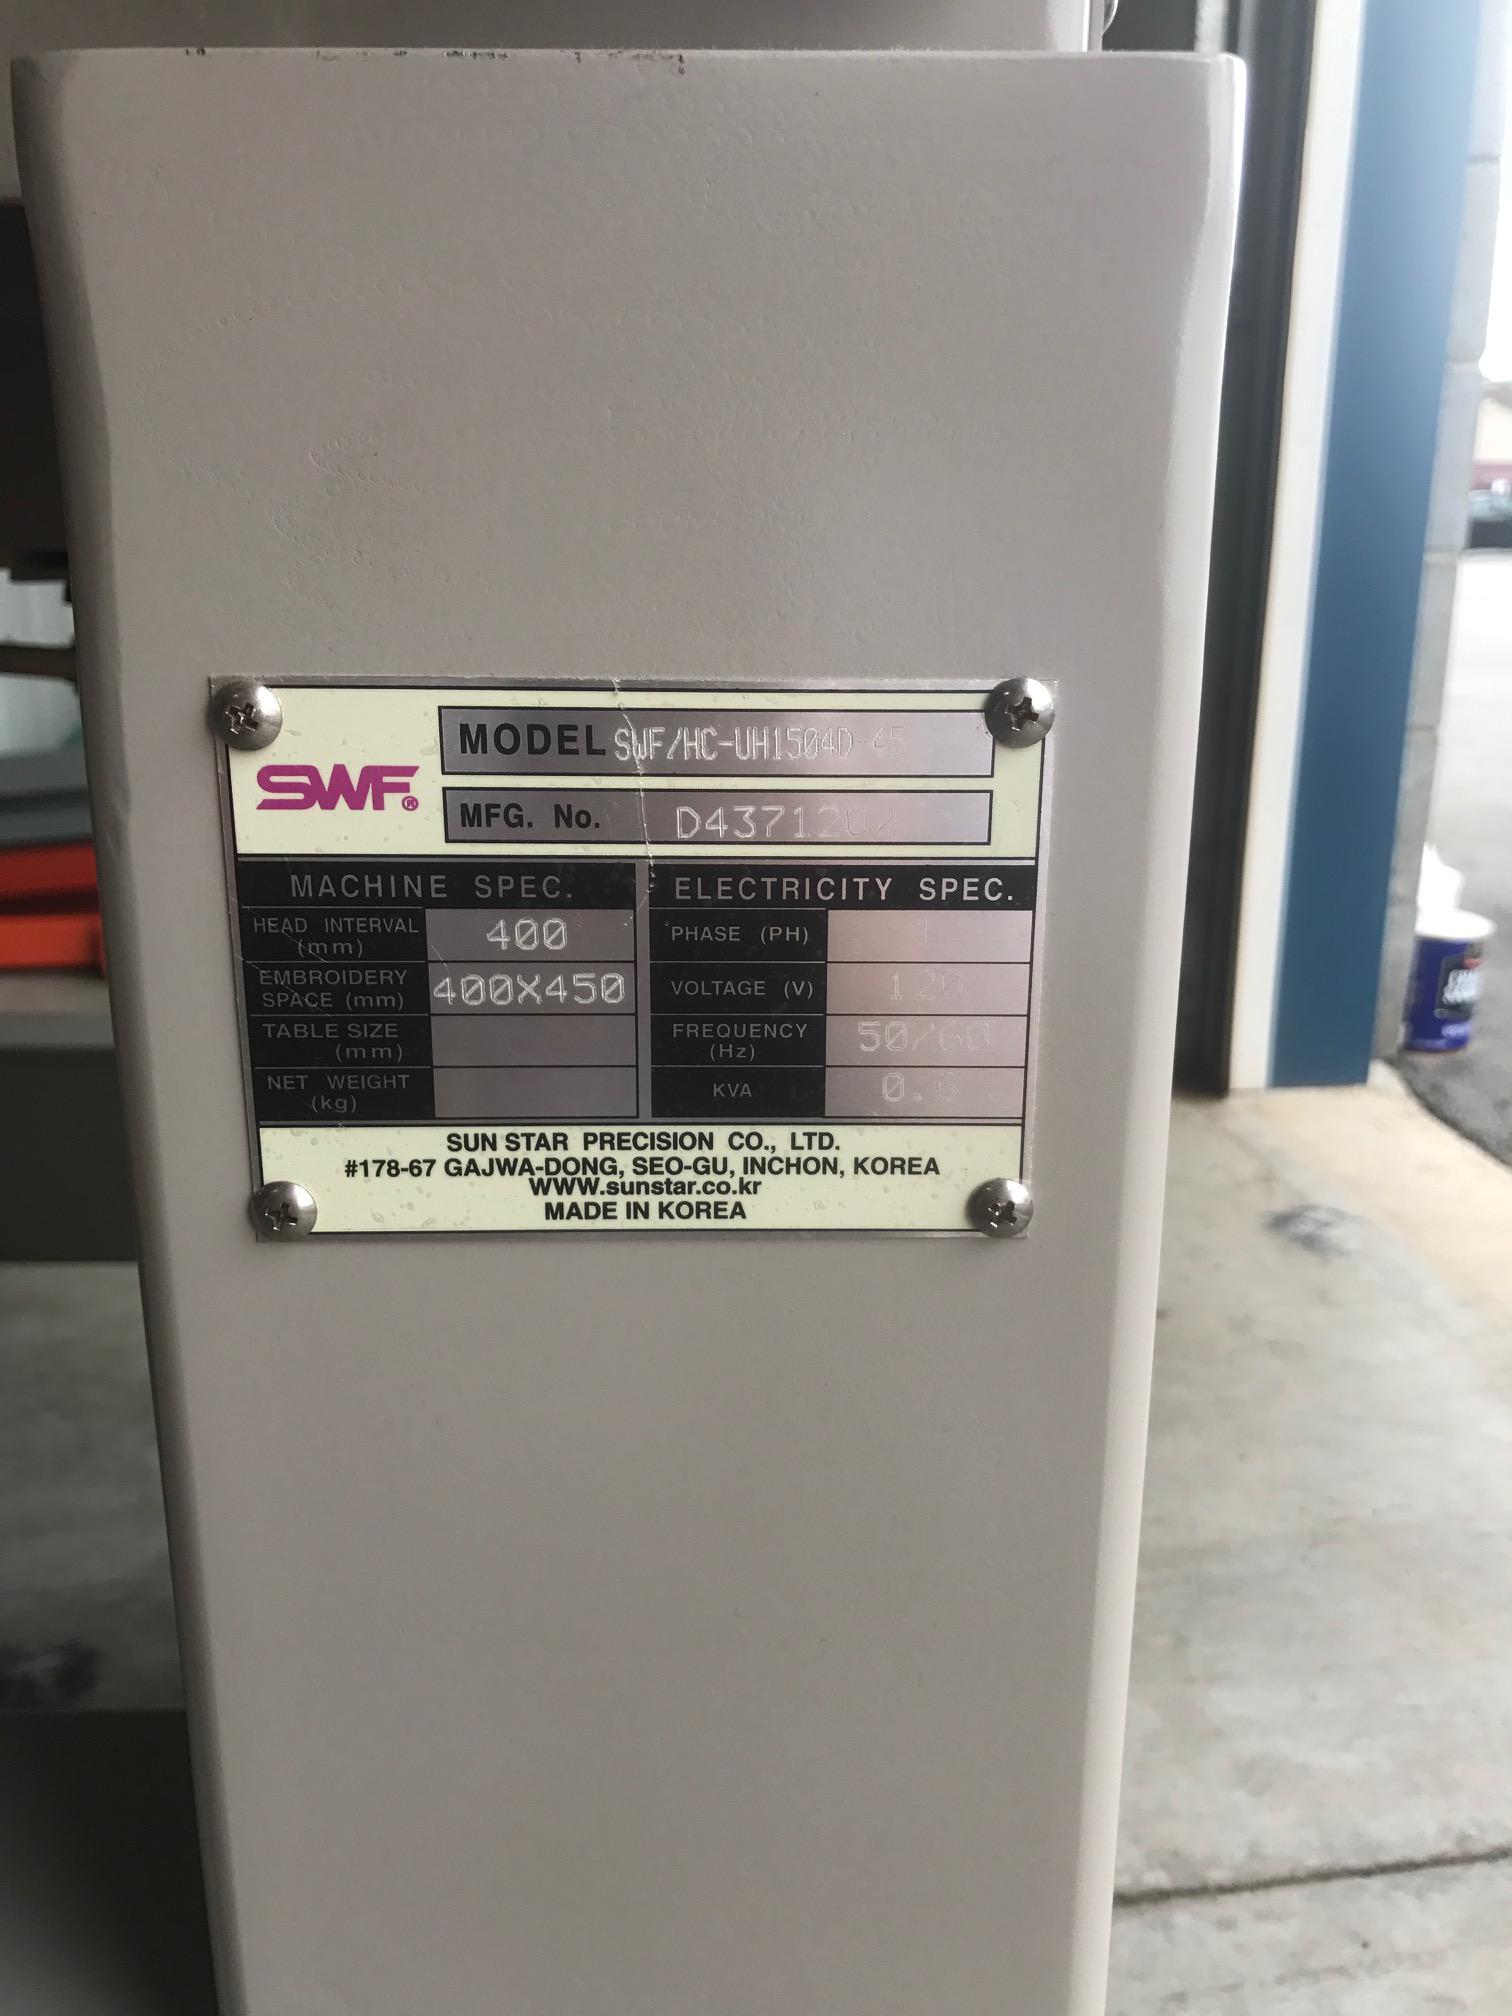 MODEL SWF/HC-UH1504D-45
SWF®
MFG. No. D4371202
MACHINE SPEC.
HEAD INTERVAL (mm) 400
EMBROIDERY SPACE (mm) 400X450
TABLE SIZE (mm)
NET WEIGHT (kg)
ELECTRICITY SPEC.
PHASE (PH) 1
VOLTAGE (V) 120
FREQUENCY (Hz) 50/60
KVA
SUN STAR PRECISION CO., LTD.
#178-67 GAJWA-DONG, SEO-GU, INCHON, KOREA
WWW.sunstar.co.kr
MADE IN KOREA